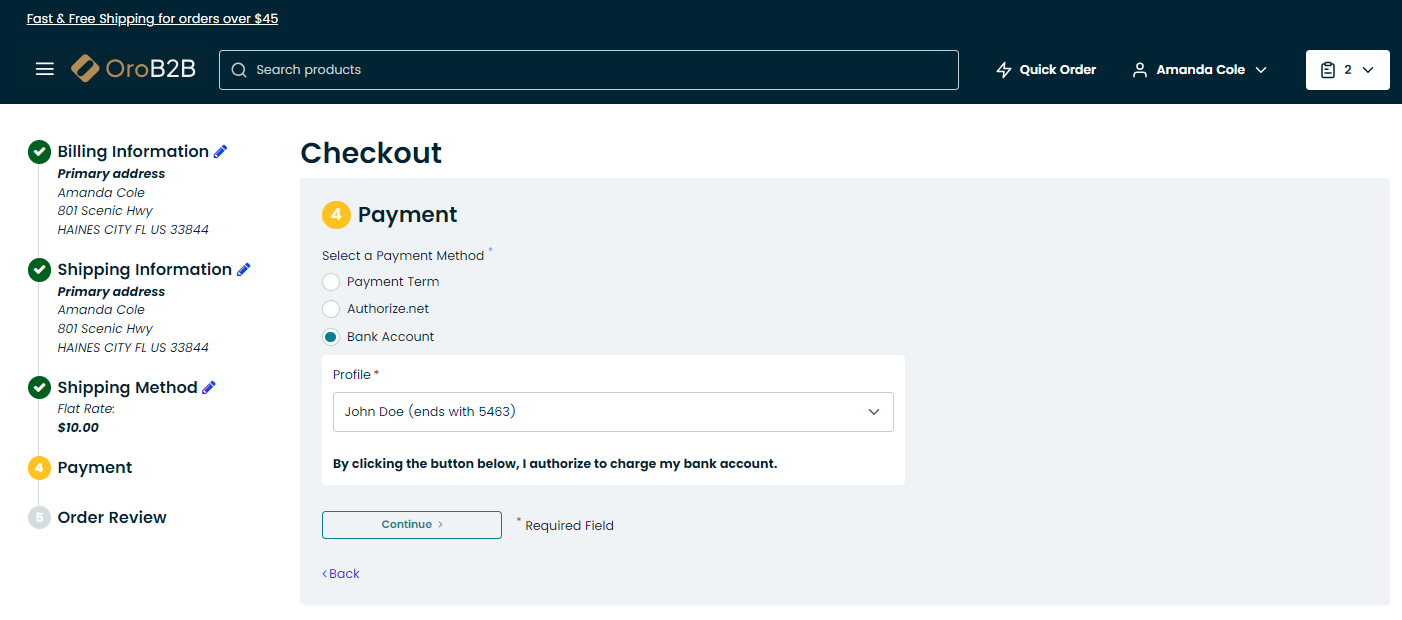 Fast & Free Shipping for orders over $45
OroB2B
Search products
Quick Order
Amanda Cole
2
Billing Information
Primary address
Amanda Cole
801 Scenic Hwy
HAINES CITY FL US 33844
Shipping Information
Primary address
Amanda Cole
801 Scenic Hwy
HAINES CITY FL US 33844
Shipping Method
Flat Rate:
$10.00
4 Payment
5 Order Review
Checkout
4 Payment
Select a Payment Method *
Payment Term
Authorize.net
Bank Account
Profile *
John Doe (ends with 5463)
By clicking the button below, I authorize to charge my bank account.
Continue >
* Required Field
< Back